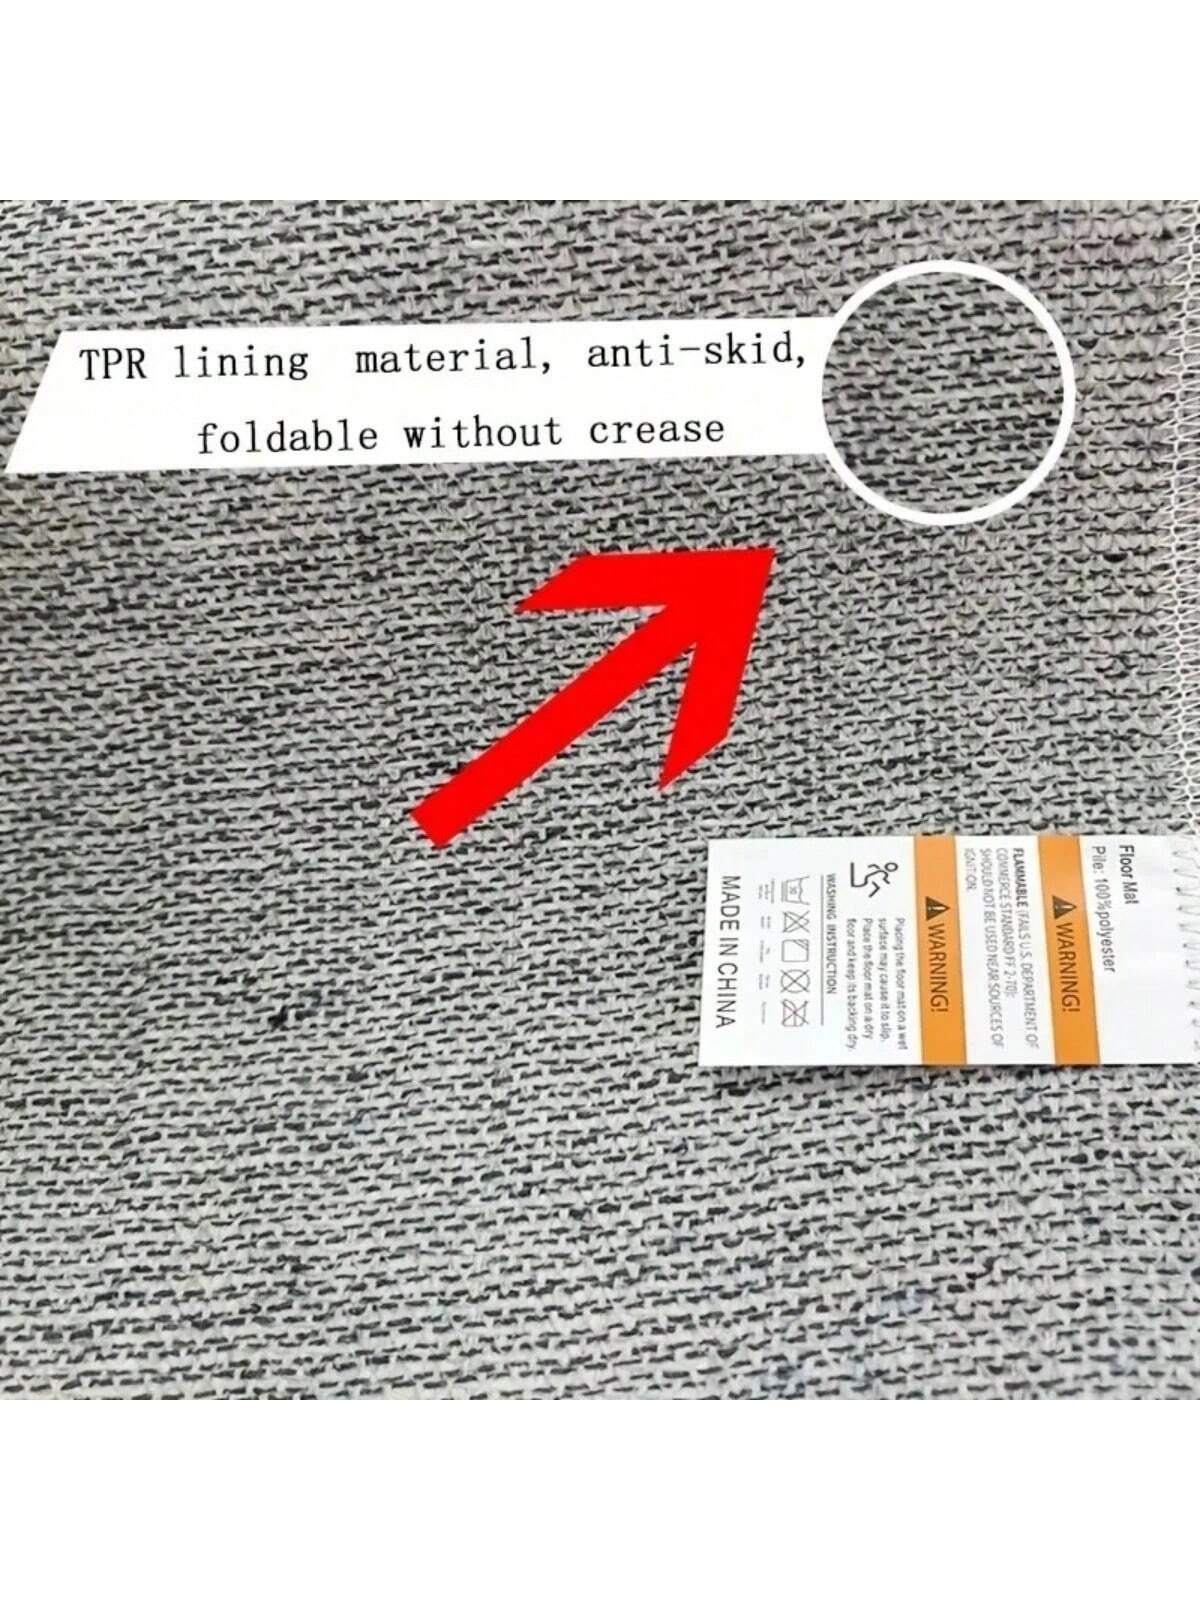 TPR lining material, anti-skid,
foldable without crease
Floor Mat
Pile: 100%polyester
WARNING!
FLAMMABLE (FAILS U.S. DEPARTMENT OF
COMMERCE STANDARD FF 2-70):
SHOULD NOT BE USED NEAR SOURCES OF
IGNITION.
WARNING!
Placing the floor mat on a wet
surface may cause it to slip.
Place the floor mat on a dry
floor and keep its backing dry.
WASHING INSTRUCTION
30
MADE IN CHINA